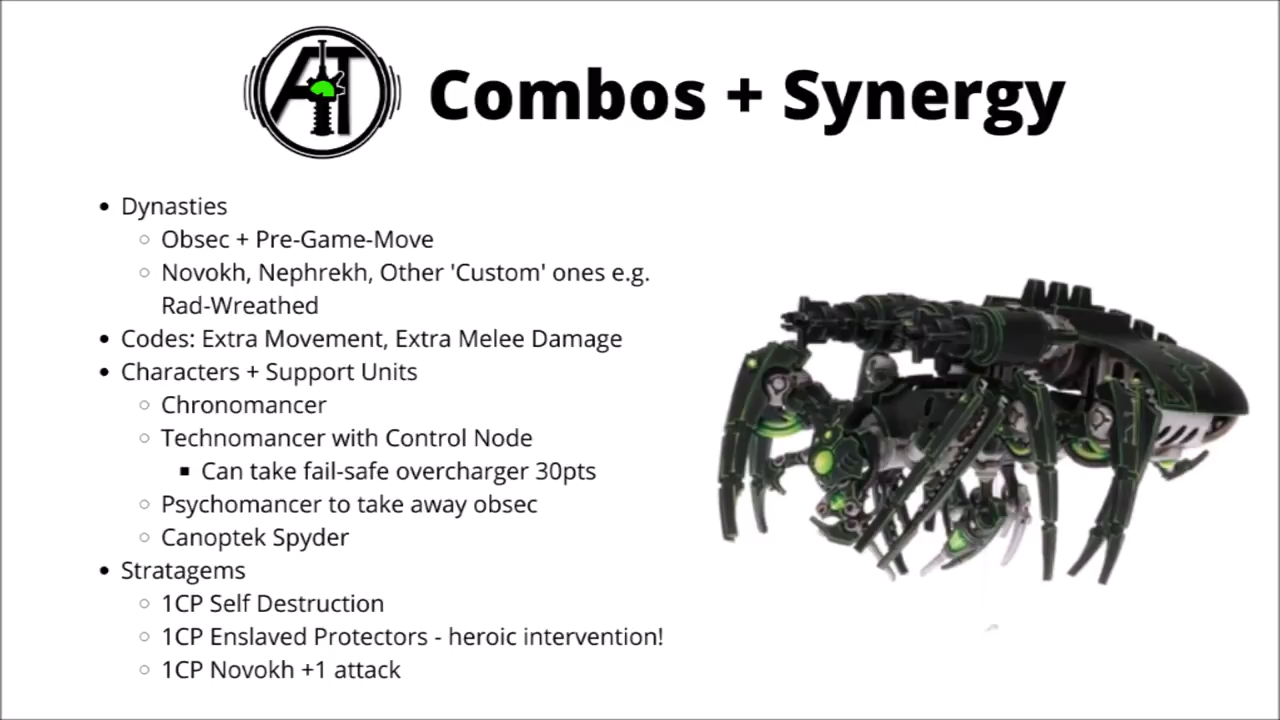 AT
Combos + Synergy
Dynasties
Obsec + Pre-Game-Move
Novokh, Nephrekh, Other 'Custom' ones e.g.
Rad-Wreathed
Codes: Extra Movement, Extra Melee Damage
Characters + Support Units
Chronomancer
Technomancer with Control Node
Can take fail-safe overcharger 30pts
Psychomancer to take away obsec
Canoptek Spyder
Stratagems
1CP Self Destruction
1CP Enslaved Protectors - heroic intervention!
1CP Novokh +1 attack